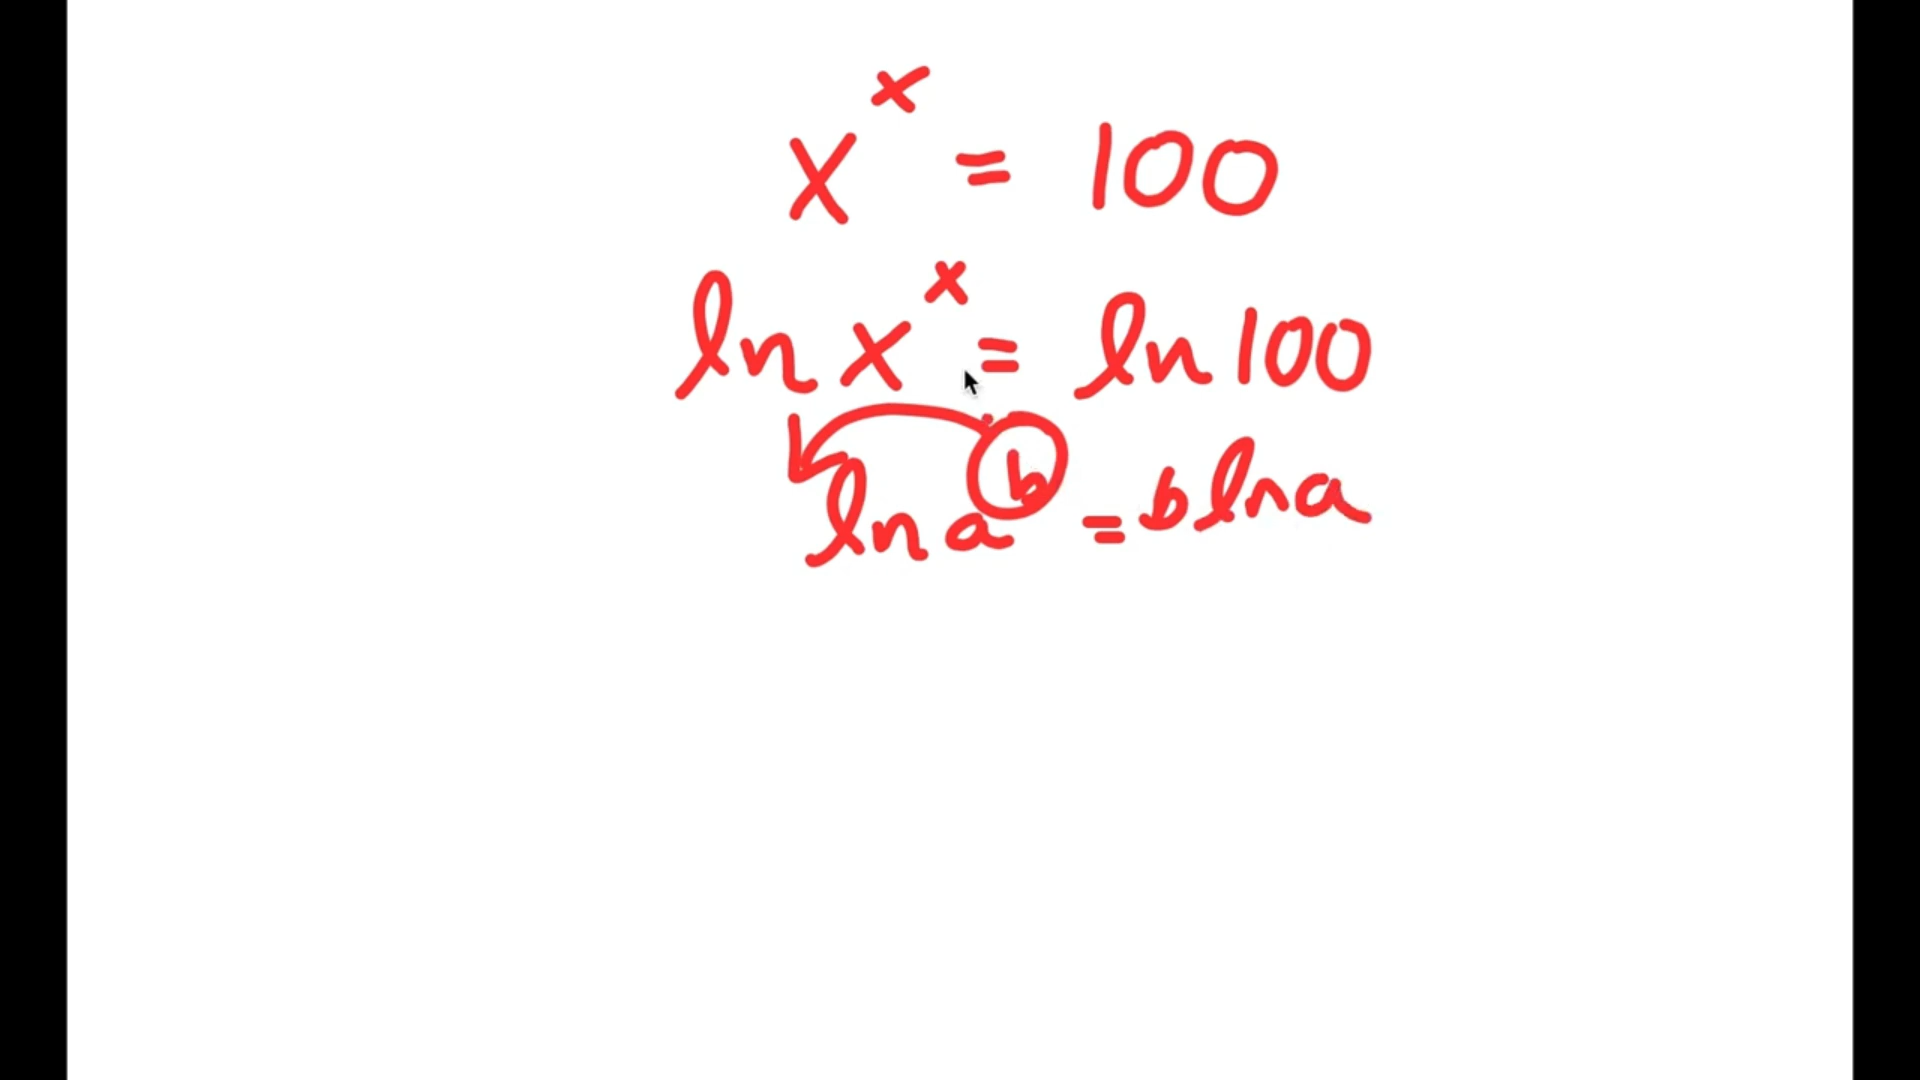 x^x = 100
ln x^x = ln 100
ln a^b = b ln a